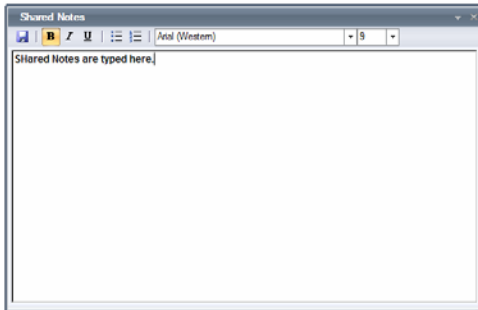 Shared Notes
B I U Arial (Western) 9
SHared Notes are typed here.